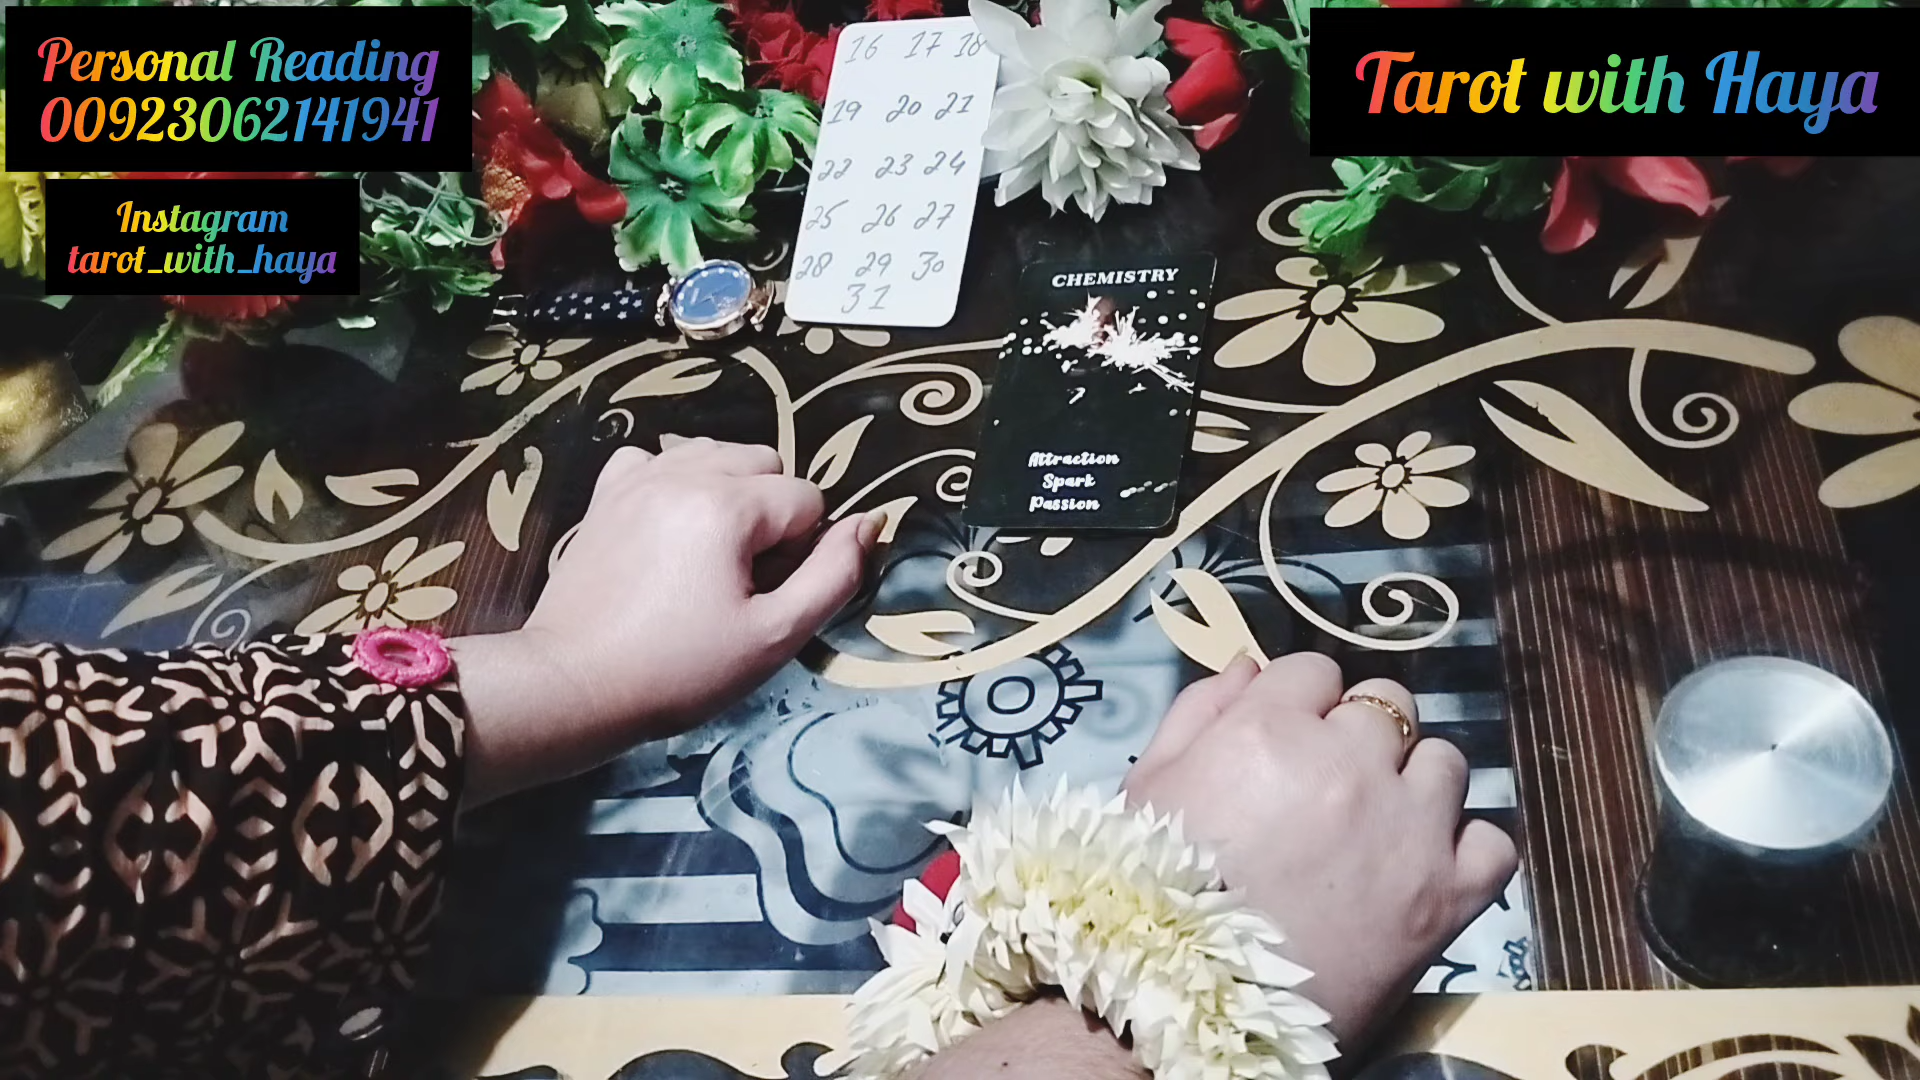 Personal Reading
00923062141941
Instagram
tarot_with_haya
Tarot with Haya
16 17 18
19 20 21
22 23 24
25 26 27
28 29 30
31
CHEMISTRY
Attraction
Spark
Passion